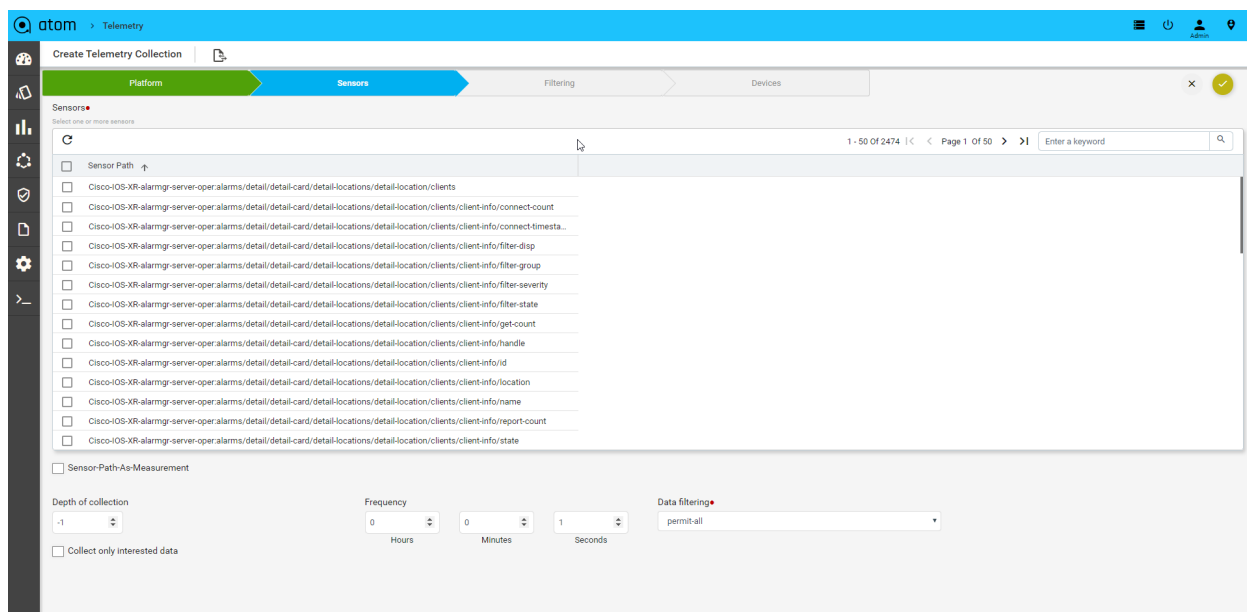 atom > Telemetry
Admin
Create Telemetry Collection
Platform
Sensors
Filtering
Devices
Sensors
Select one or more sensors
1 - 50 Of 2474
Page 1 Of 50
Enter a keyword
Sensor Path
Cisco-IOS-XR-alarmgr-server-oper:alarms/detail/detail-card/detail-locations/detail-location/clients
Cisco-IOS-XR-alarmgr-server-oper:alarms/detail/detail-card/detail-locations/detail-location/clients/client-info/connect-count
Cisco-IOS-XR-alarmgr-server-oper:alarms/detail/detail-card/detail-locations/detail-location/clients/client-info/connect-timesta...
Cisco-IOS-XR-alarmgr-server-oper:alarms/detail/detail-card/detail-locations/detail-location/clients/client-info/filter-disp
Cisco-IOS-XR-alarmgr-server-oper:alarms/detail/detail-card/detail-locations/detail-location/clients/client-info/filter-group
Cisco-IOS-XR-alarmgr-server-oper:alarms/detail/detail-card/detail-locations/detail-location/clients/client-info/filter-severity
Cisco-IOS-XR-alarmgr-server-oper:alarms/detail/detail-card/detail-locations/detail-location/clients/client-info/filter-state
Cisco-IOS-XR-alarmgr-server-oper:alarms/detail/detail-card/detail-locations/detail-location/clients/client-info/get-count
Cisco-IOS-XR-alarmgr-server-oper:alarms/detail/detail-card/detail-locations/detail-location/clients/client-info/handle
Cisco-IOS-XR-alarmgr-server-oper:alarms/detail/detail-card/detail-locations/detail-location/clients/client-info/id
Cisco-IOS-XR-alarmgr-server-oper:alarms/detail/detail-card/detail-locations/detail-location/clients/client-info/location
Cisco-IOS-XR-alarmgr-server-oper:alarms/detail/detail-card/detail-locations/detail-location/clients/client-info/name
Cisco-IOS-XR-alarmgr-server-oper:alarms/detail/detail-card/detail-locations/detail-location/clients/client-info/report-count
Cisco-IOS-XR-alarmgr-server-oper:alarms/detail/detail-card/detail-locations/detail-location/clients/client-info/state
Sensor-Path-As-Measurement
Depth of collection
Frequency
Data filtering
-1
0
0
1
permit-all
Hours
Minutes
Seconds
Collect only interested data